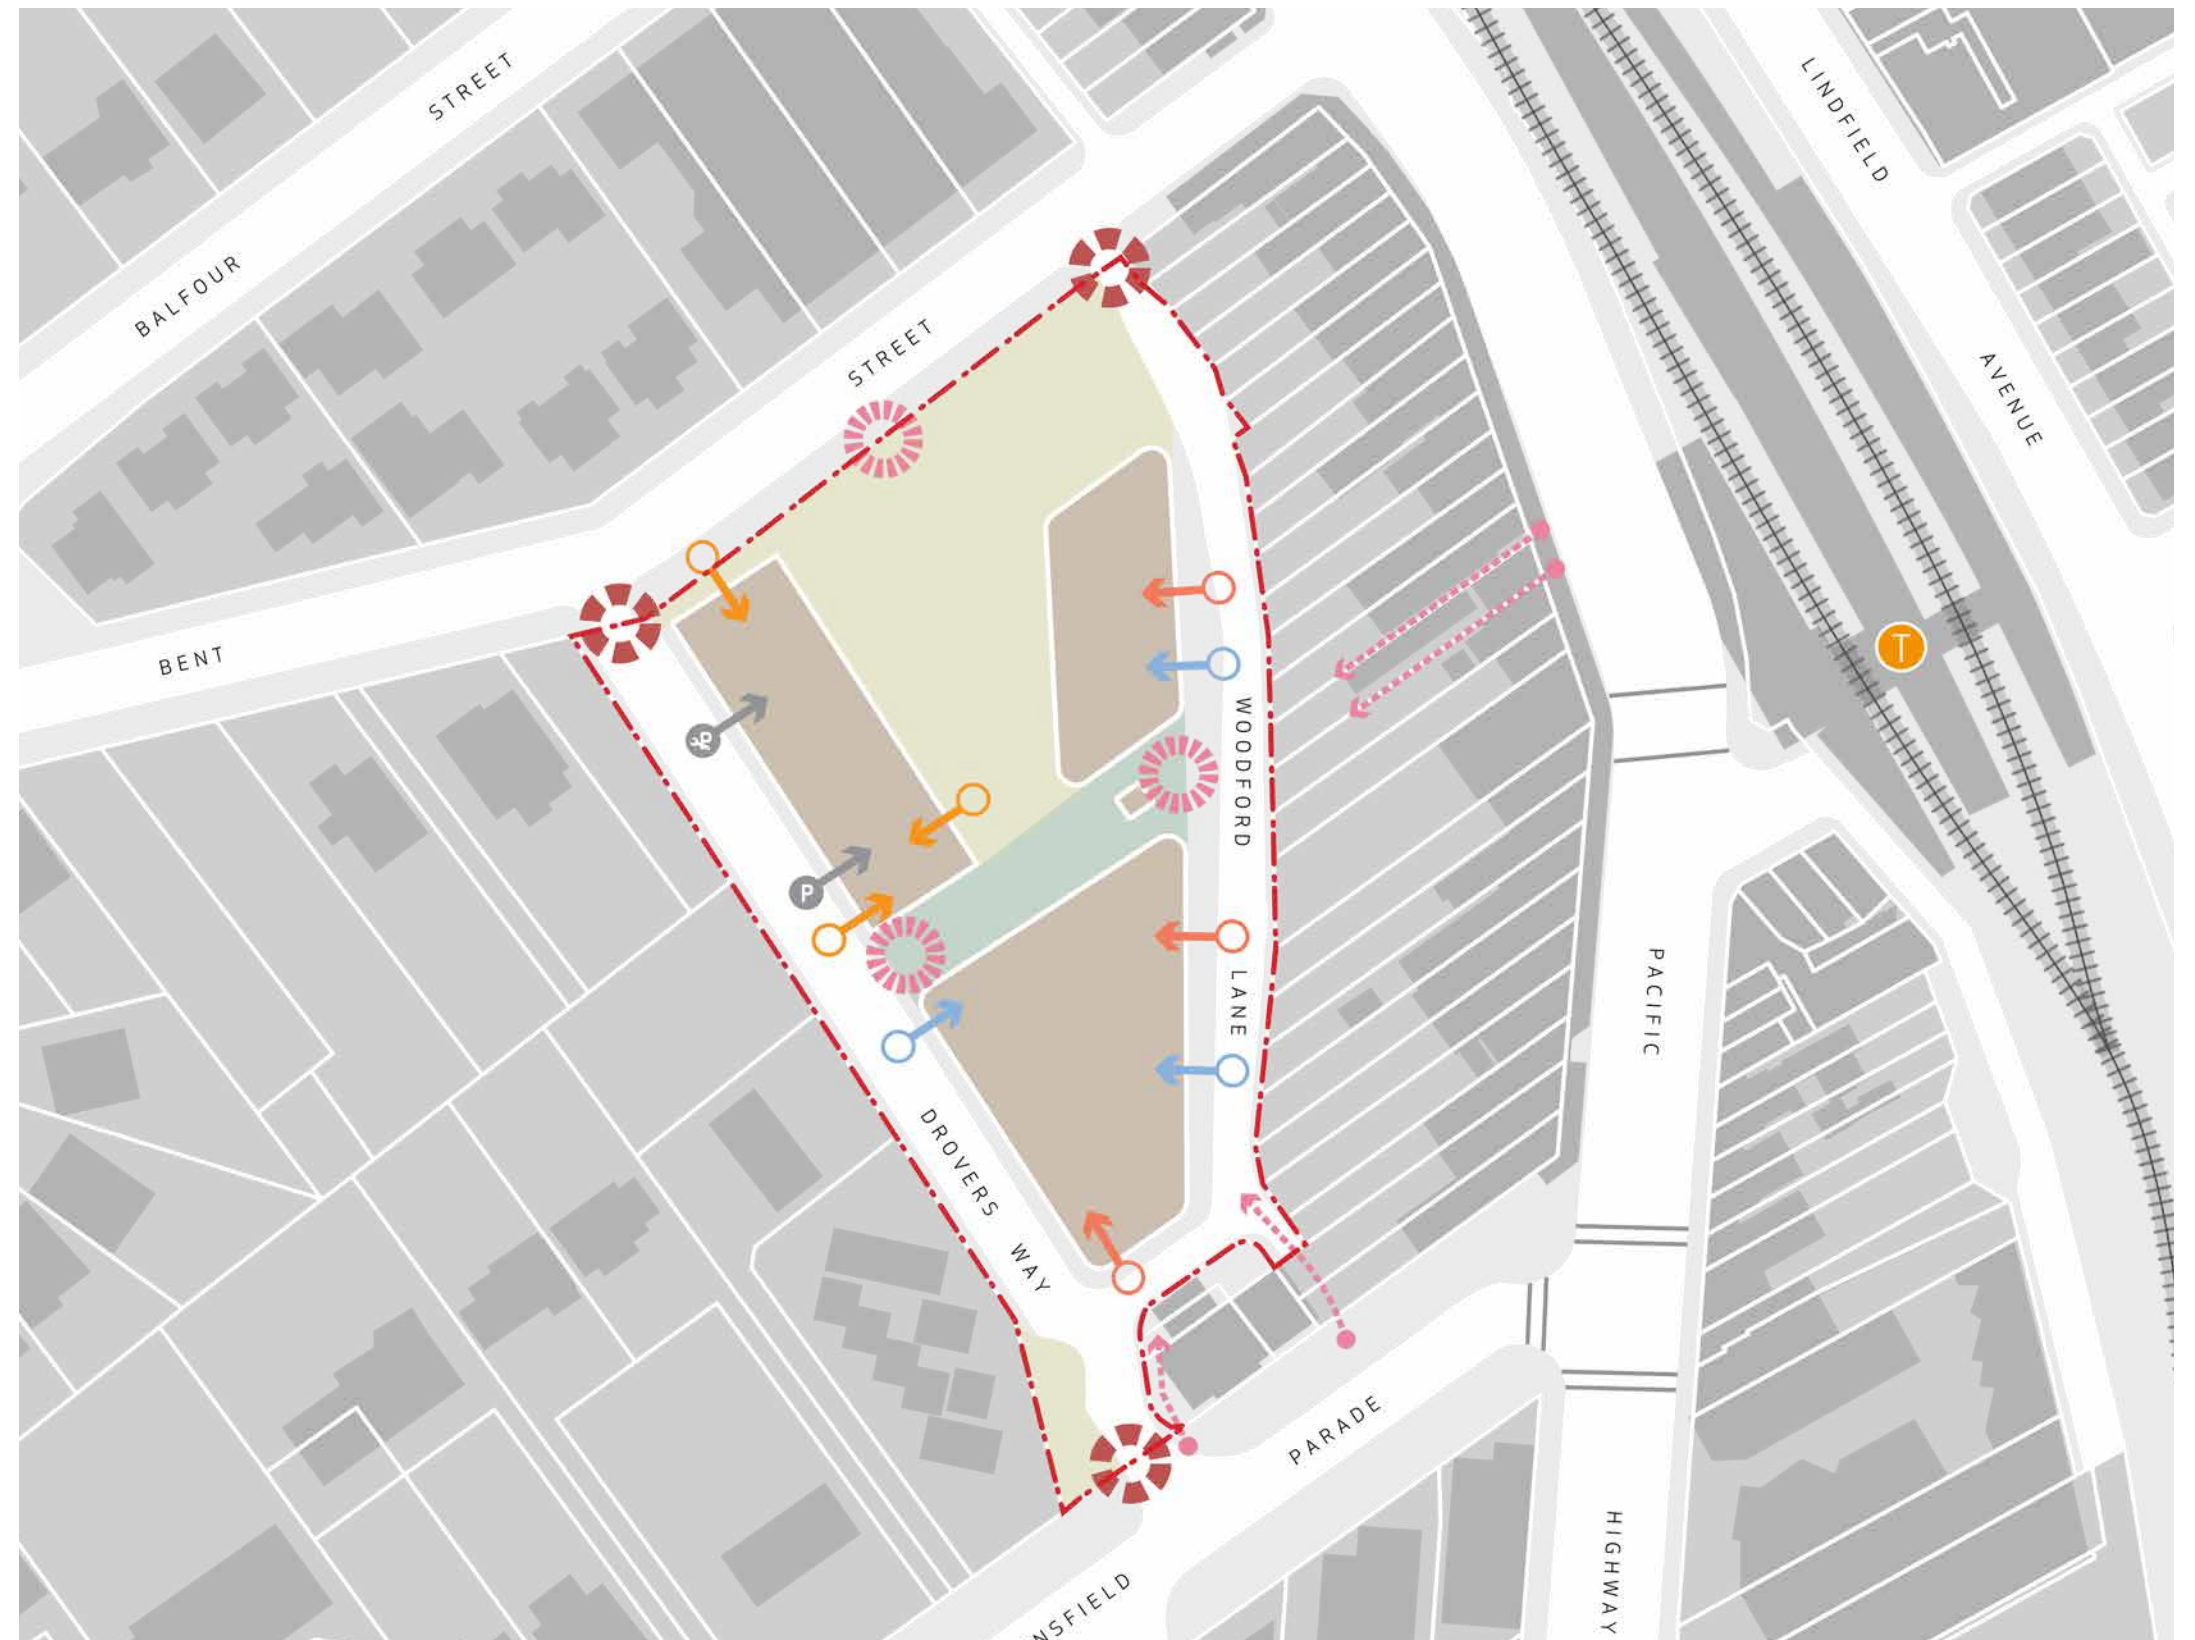 STREET
BALFOUR
LINDFIELD
AVENUE
STREET
BENT
T
WOODFORD
LANE
P
PACIFIC
DROVERS
WAY
PARADE
NSFIELD
HIGHWAY